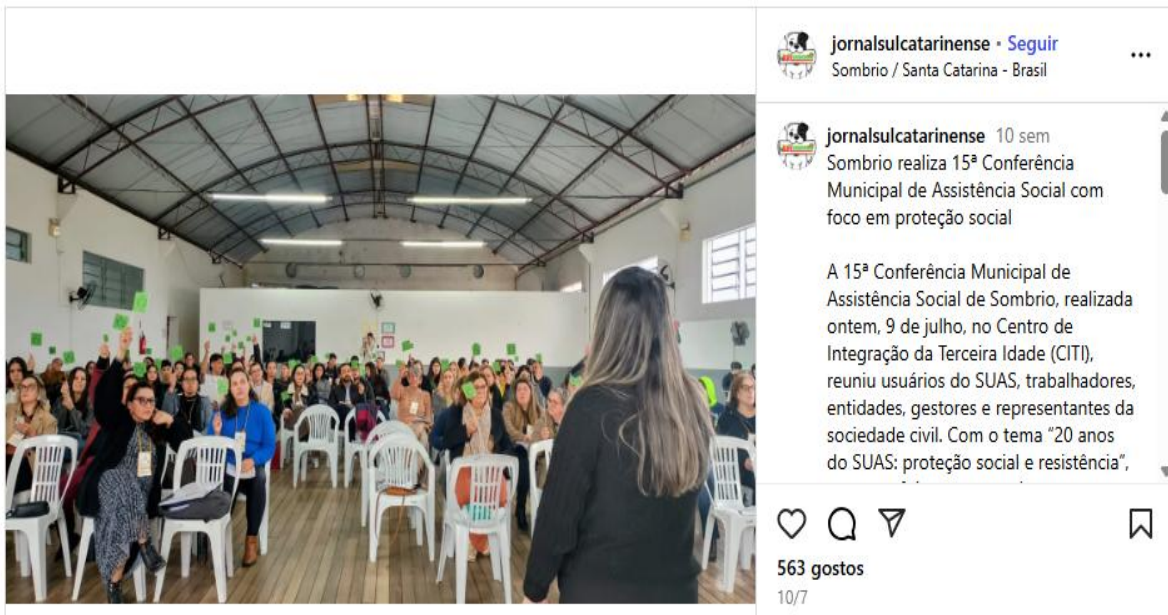 jornalsulcatarinense • Seguir
Sombrio / Santa Catarina - Brasil
jornalsulcatarinense 10 sem
Sombrio realiza 15ª Conferência
Municipal de Assistência Social com
foco em proteção social
A 15ª Conferência Municipal de
Assistência Social de Sombrio, realizada
ontem, 9 de julho, no Centro de
Integração da Terceira Idade (CITI),
reuniu usuários do SUAS, trabalhadores,
entidades, gestores e representantes da
sociedade civil. Com o tema “20 anos
do SUAS: proteção social e resistência”,
563 gostos
10/7